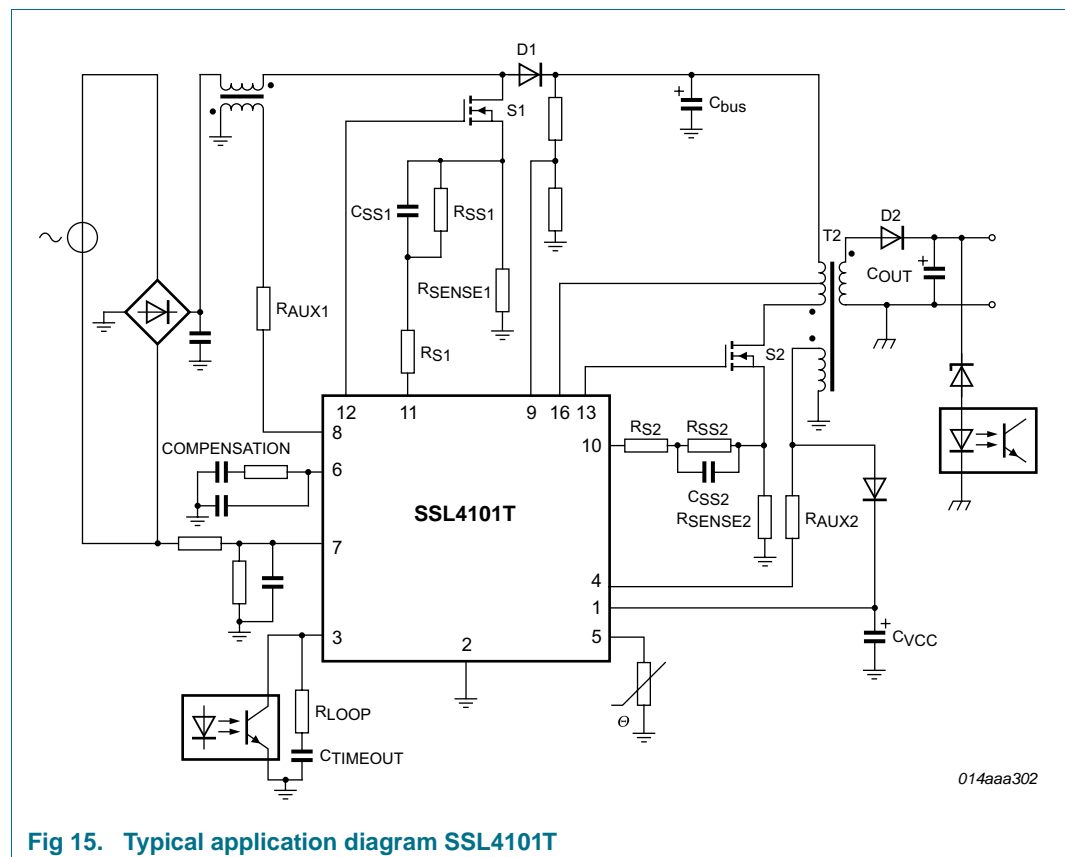 D1
S1
+
Cbus
CSS1
RSS1
D2
T2
+
COUT
~
RSENSE1
RAUX1
RS1
S2
12
11
9
16
13
8
10
RS2
RSS2
COMPENSATION
6
CSS2
SSL4101T
RSENSE2
RAUX2
7
4
1
3
2
5
+
CVCC
RLOOP
Θ
CTIMEOUT
014aaa302
Fig 15. Typical application diagram SSL4101T